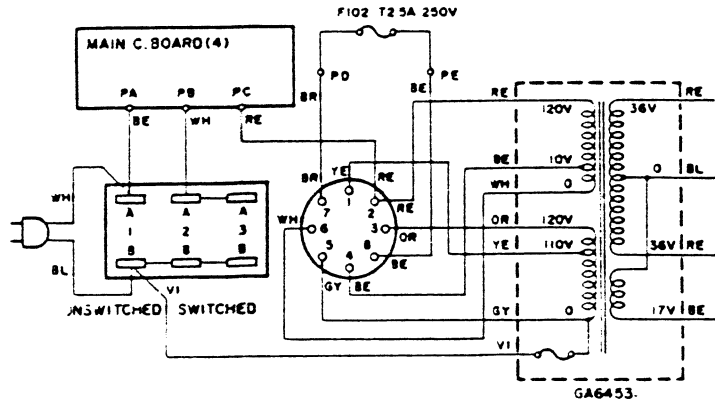 F102 T2 5A 250V
MAIN C. BOARD (4)
PA PB PC
PD PE
BE WH RE
BR BE
RE 120V 36V RE
BE 10V 0 BL
WH 0
OR 120V
YE 110V 36V RE
GY 0 17V BE
VI
WH
BL
A A A
1 2 3
B B B
VI
NSWITCHED SWITCHED
BR YE RE
7 1 2 RE
WH 6 3 OR
5 4 8
GY BE BE
GA6453.